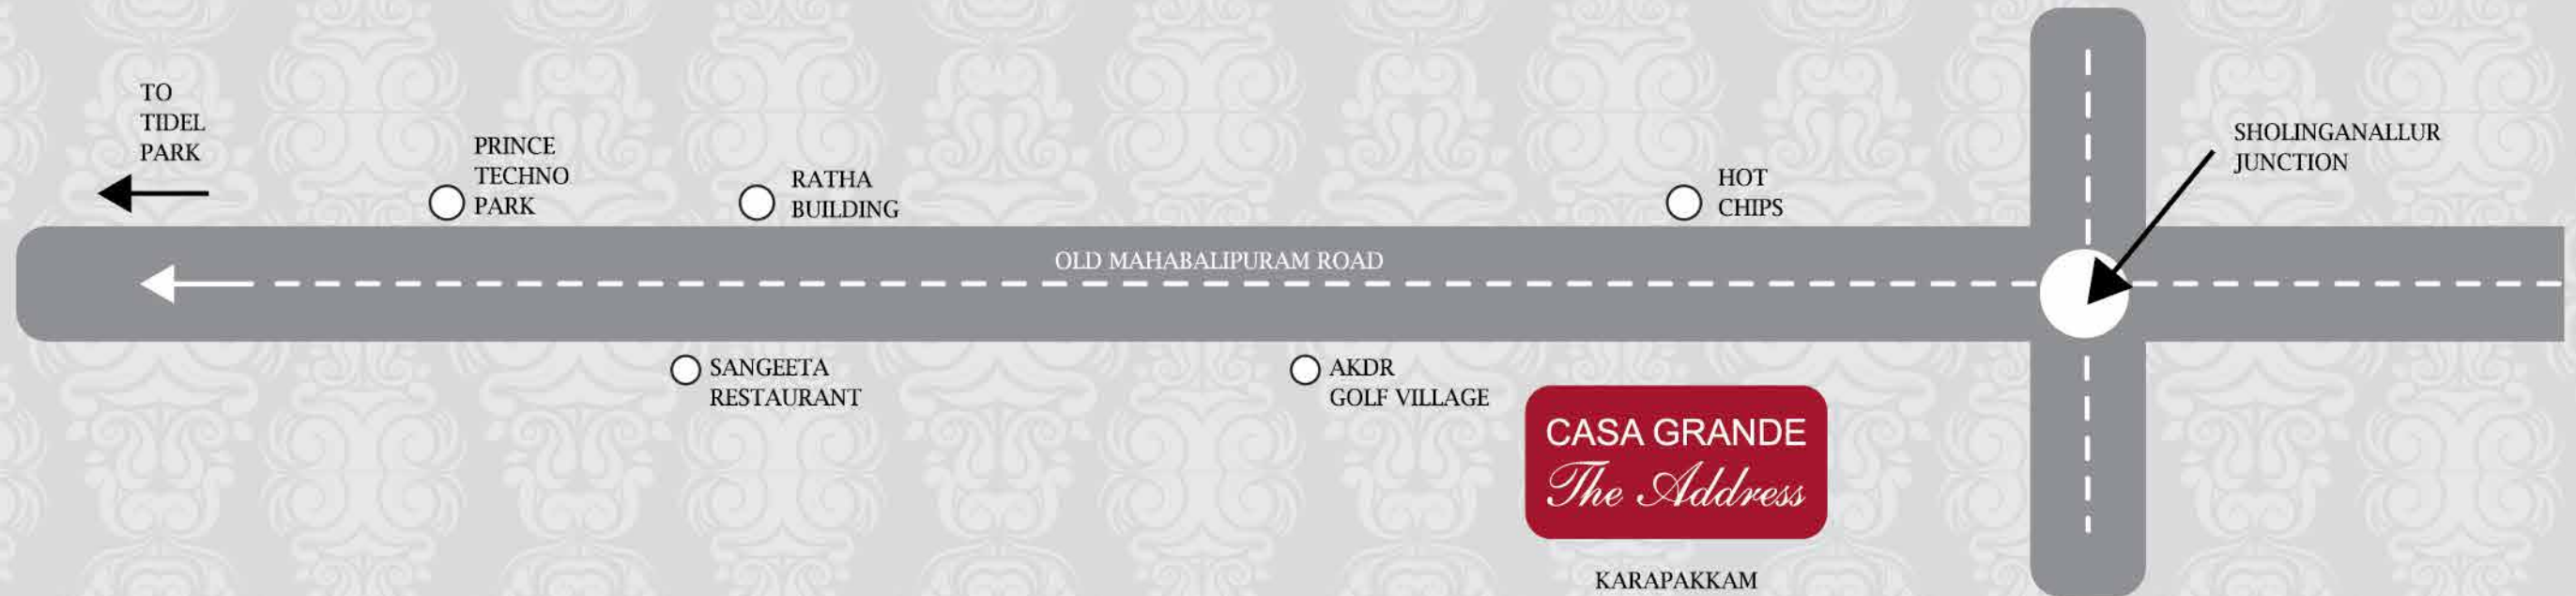 TO
TIDEL
PARK
PRINCE
TECHNO
PARK
RATHA
BUILDING
HOT
CHIPS
SHOLINGANALLUR
JUNCTION
OLD MAHABALIPURAM ROAD
SANGEETA
RESTAURANT
AKDR
GOLF VILLAGE
CASA GRANDE
The Address
KARAPAKKAM